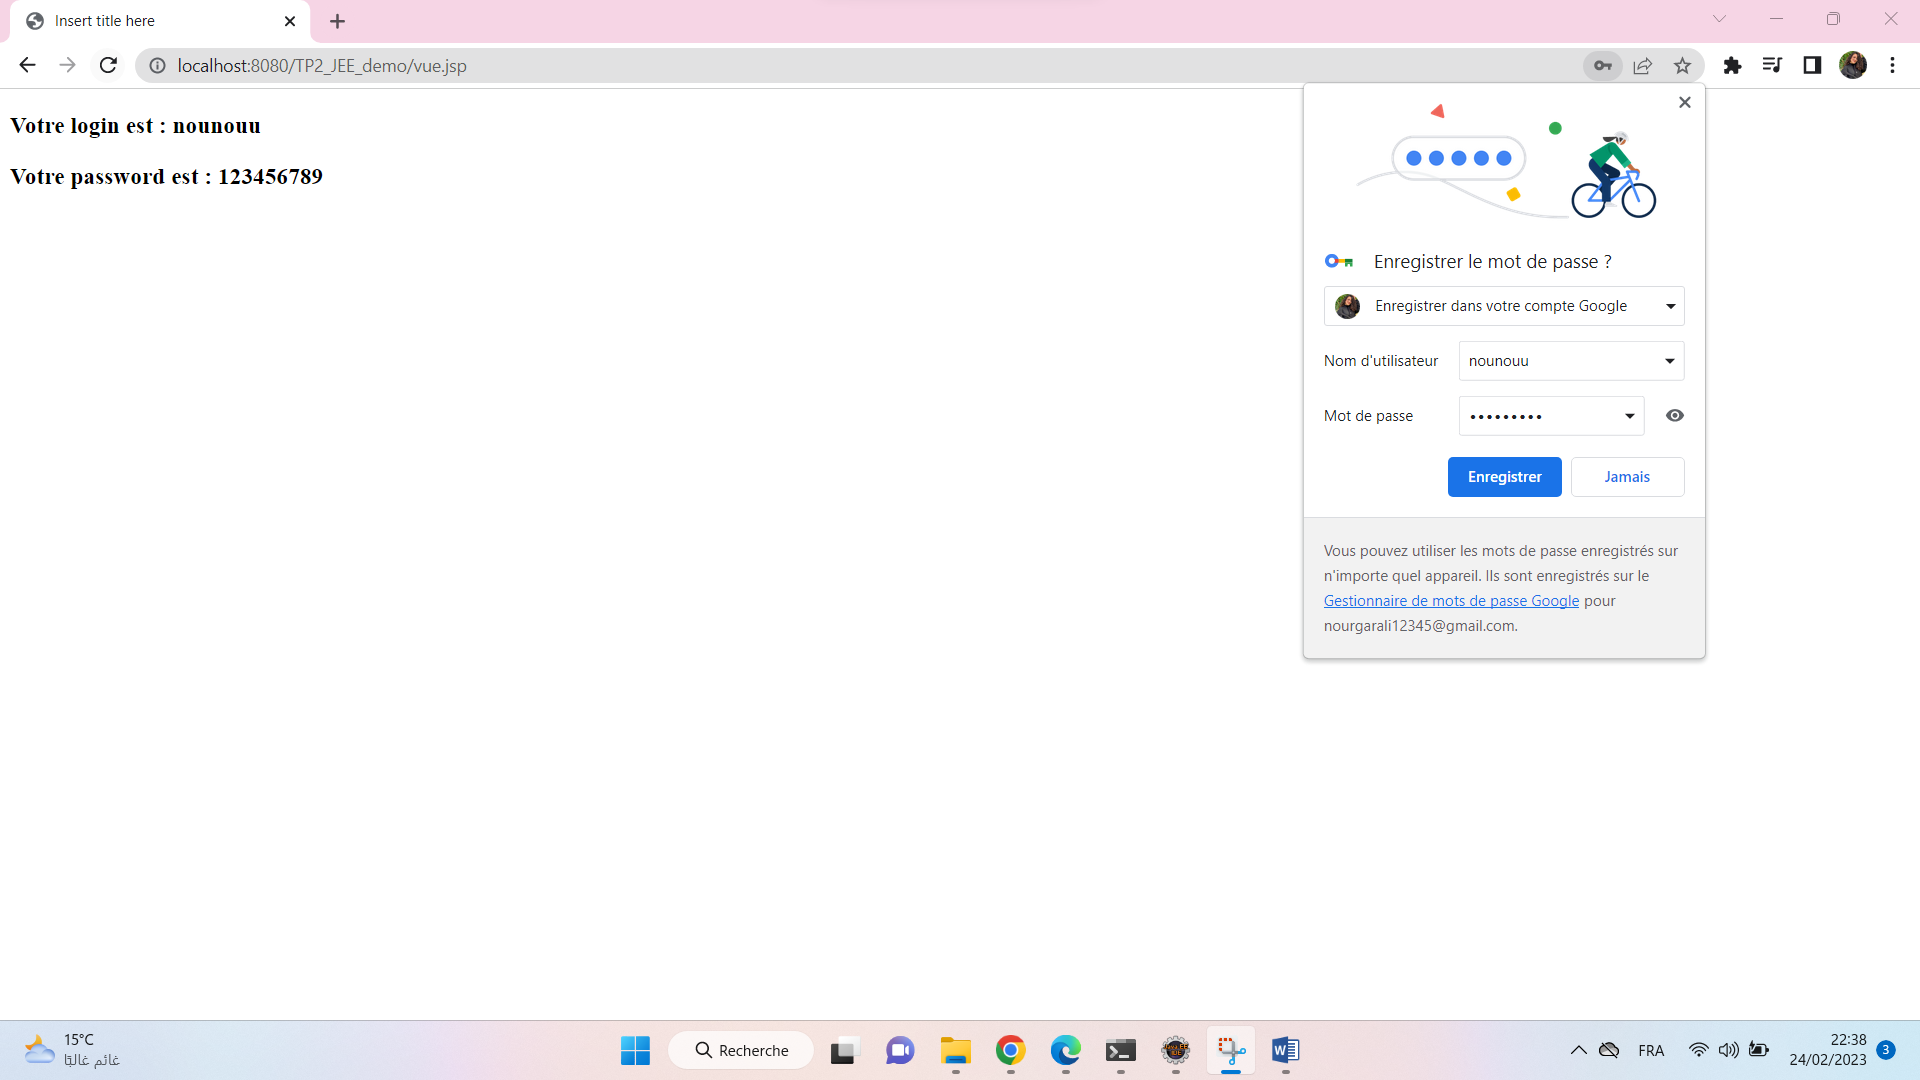 Insert title here
localhost:8080/TP2_JEE_demo/vue.jsp
Votre login est : nounouu
Votre password est : 123456789
Enregistrer le mot de passe ?
Enregistrer dans votre compte Google
Nom d'utilisateur nounouu
Mot de passe •••••••••
Enregistrer Jamais
Vous pouvez utiliser les mots de passe enregistrés sur
n'importe quel appareil. Ils sont enregistrés sur le
Gestionnaire de mots de passe Google pour
nourgarali12345@gmail.com.
15°C
غائم غالبًا
Recherche
FRA
22:38
24/02/2023
3